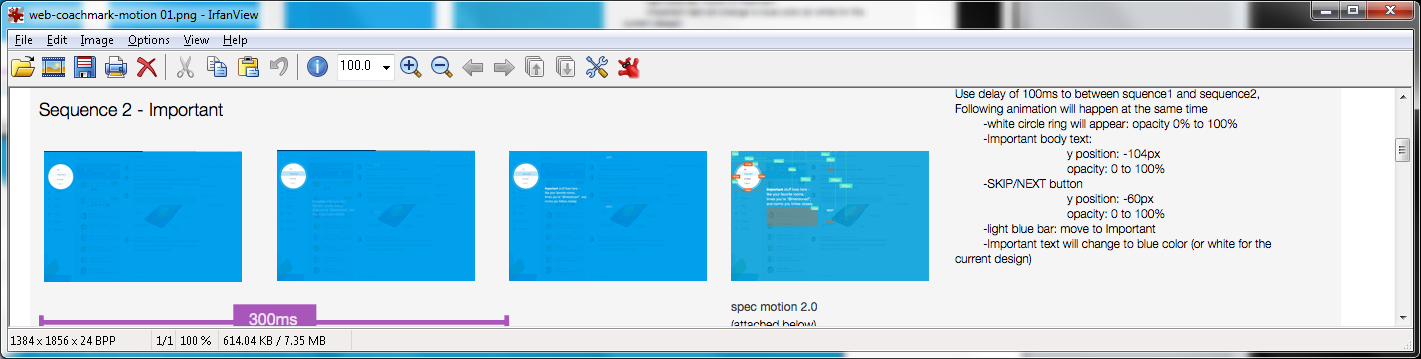 web-coachmark-motion 01.png - IrfanView
File Edit Image Options View Help
100.0
Sequence 2 - Important
Use delay of 100ms to between squence1 and sequence2,
Following animation will happen at the same time
-white circle ring will appear: opacity 0% to 100%
-Important body text:
y position: -104px
opacity: 0 to 100%
-SKIP/NEXT button
y position: -60px
opacity: 0 to 100%
-light blue bar: move to Important
-Important text will change to blue color (or white for the
current design)
300ms
spec motion 2.0
(attached below)
1384 x 1856 x 24 BPP 1/1 100 % 614.04 KB / 7.35 MB